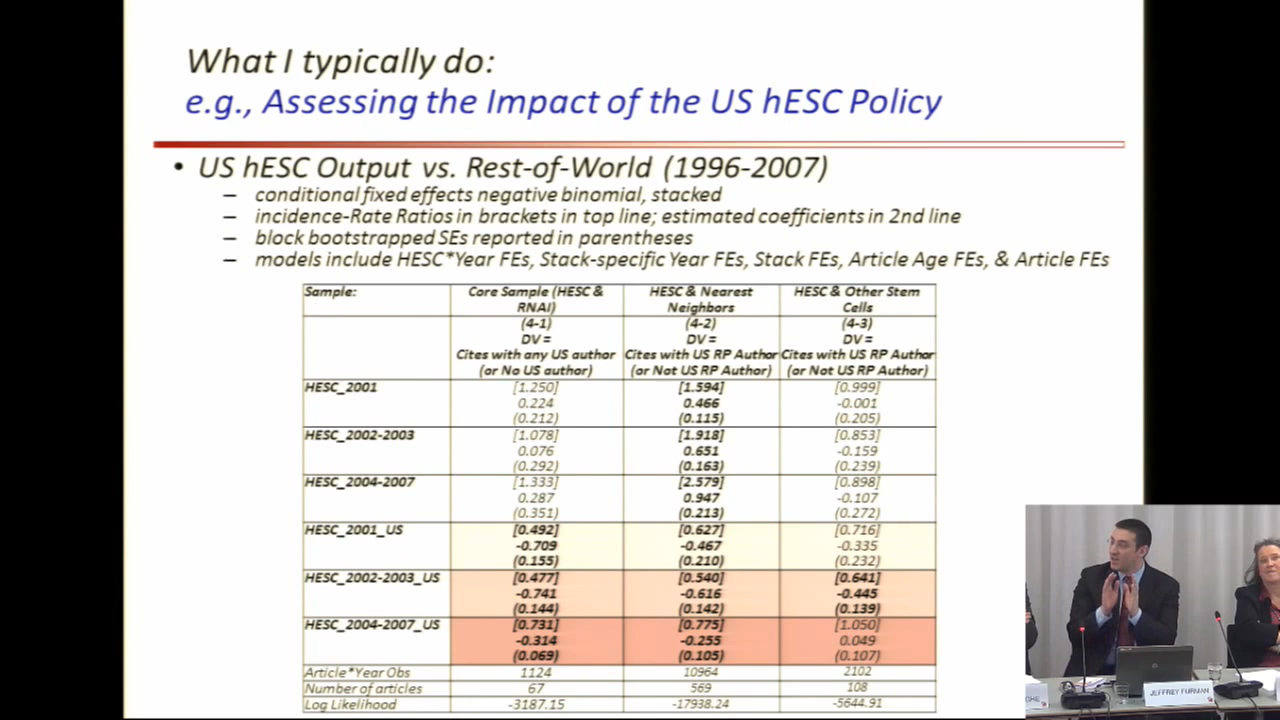 What I typically do:
e.g., Assessing the Impact of the US hESC Policy
• US hESC Output vs. Rest-of-World (1996-2007)
– conditional fixed effects negative binomial, stacked
– incidence-Rate Ratios in brackets in top line; estimated coefficients in 2nd line
– block bootstrapped SEs reported in parentheses
– models include HESC*Year FEs, Stack-specific Year FEs, Stack FEs, Article Age FEs, & Article FEs
Sample: Core Sample (HESC & RNAI) HESC & Nearest Neighbors HESC & Other Stem Cells
(4-1) (4-2) (4-3)
DV = DV = DV =
Cites with any US author Cites with US RP Author Cites with US RP Author
(or No US author) (or Not US RP Author) (or Not US RP Author)
HESC_2001 [1.250] [1.594] [0.999]
0.224 0.466 -0.001
(0.212) (0.115) (0.205)
HESC_2002-2003 [1.078] [1.918] [0.853]
0.076 0.651 -0.159
(0.292) (0.163) (0.239)
HESC_2004-2007 [1.333] [2.579] [0.898]
0.287 0.947 -0.107
(0.351) (0.213) (0.272)
HESC_2001_US [0.492] [0.627] [0.716]
-0.709 -0.467 -0.335
(0.155) (0.210) (0.232)
HESC_2002-2003_US [0.477] [0.540] [0.641]
-0.741 -0.616 -0.445
(0.144) (0.142) (0.139)
HESC_2004-2007_US [0.731] [0.775] [1.050]
-0.314 -0.255 0.049
(0.069) (0.105) (0.107)
Article*Year Obs 1124 10964 2102
Number of articles 67 569 108
Log Likelihood -3187.15 -17938.24 -5644.91
JEFFREY FURMAN